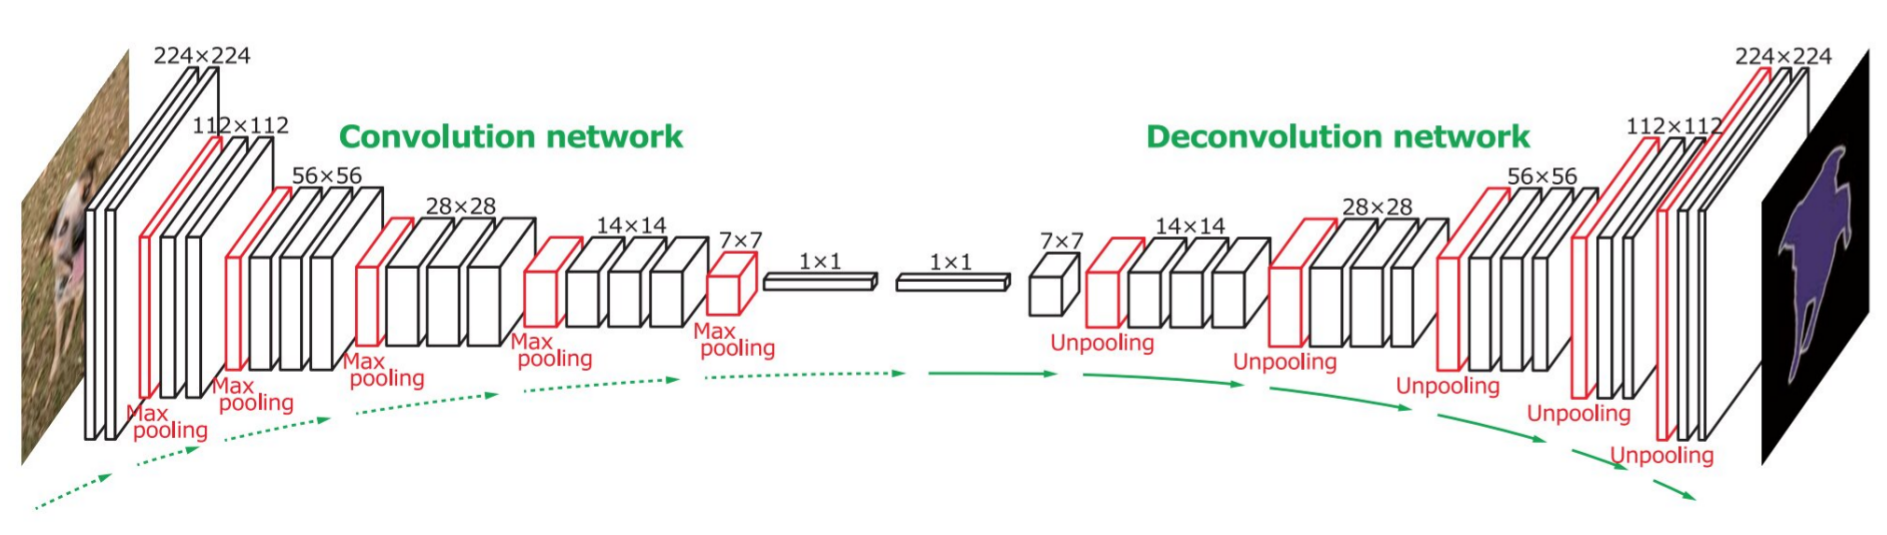 224×224
112×112
Convolution network
56×56
28×28
14×14
7×7
1×1
1×1
7×7
14×14
28×28
Deconvolution network
56×56
112×112
224×224
Max
pooling
Max
pooling
Max
pooling
Max
pooling
Max
pooling
Unpooling
Unpooling
Unpooling
Unpooling
Unpooling